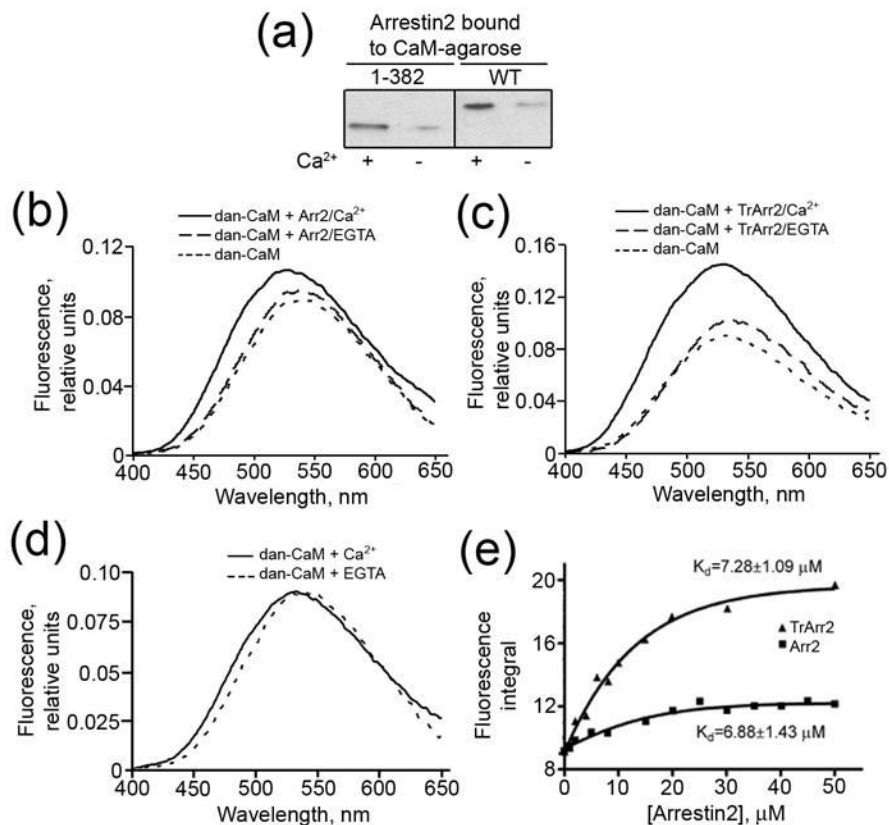 (a)
Arrestin2 bound
to CaM-agarose
1-382 WT
Ca²⁺ + - + -
(b)
dan-CaM + Arr2/Ca²⁺
dan-CaM + Arr2/EGTA
dan-CaM
0.12
0.08
0.04
0
Fluorescence,
relative units
400 450 500 550 600 650
Wavelength, nm
(c)
dan-CaM + TrArr2/Ca²⁺
dan-CaM + TrArr2/EGTA
dan-CaM
0.16
0.12
0.08
0.04
0
Fluorescence,
relative units
400 450 500 550 600 650
Wavelength, nm
(d)
dan-CaM + Ca²⁺
dan-CaM + EGTA
0.10
0.075
0.05
0.025
0
Fluorescence,
relative units
400 450 500 550 600 650
Wavelength, nm
(e)
K_d=7.28±1.09 µM
TrArr2
Arr2
K_d=6.88±1.43 µM
20
16
12
8
Fluorescence
integral
0 10 20 30 40 50
[Arrestin2], µM